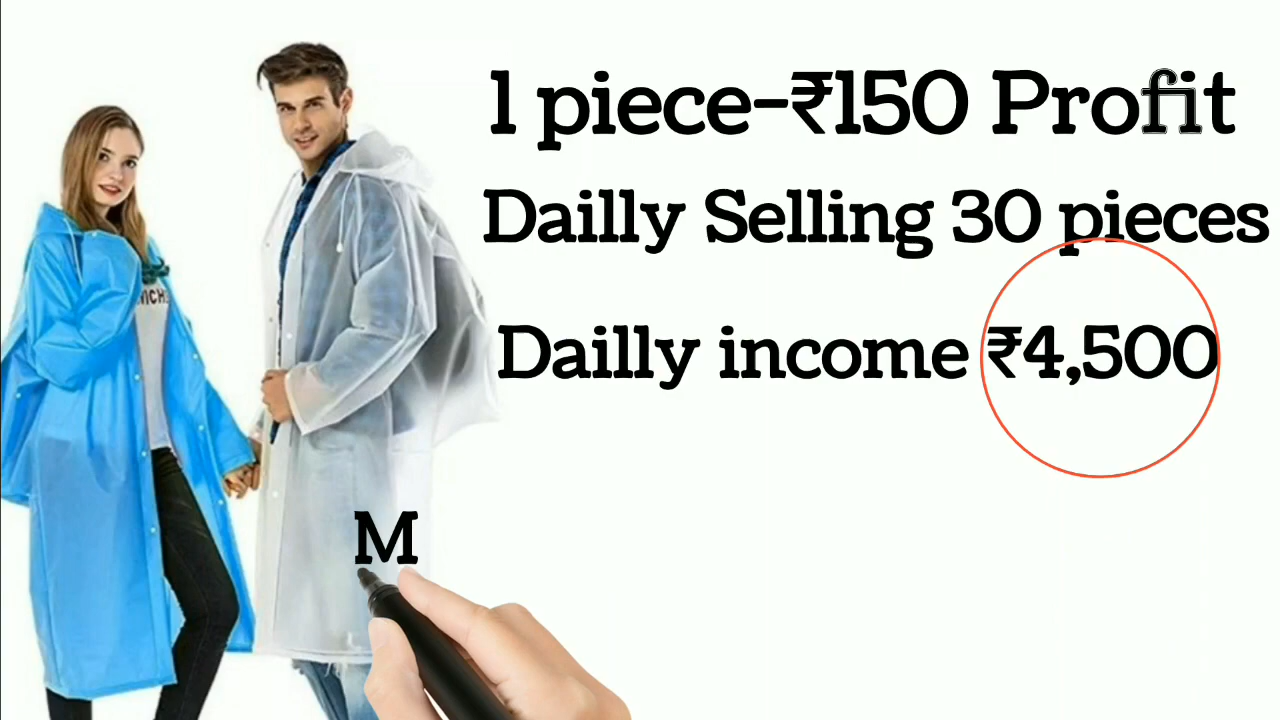 1 piece-₹150 Profit
Dailly Selling 30 pieces
Dailly income ₹4,500
M